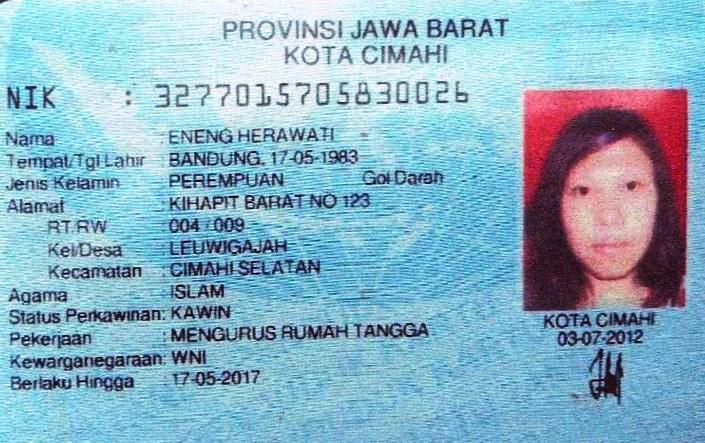 PROVINSI JAWA BARAT
KOTA CIMAHI
NIK : 3277015705830026
Nama : ENENG HERAWATI
Tempat/Tgl Lahir : BANDUNG, 17-05-1983
Jenis Kelamin : PEREMPUAN Gol Darah
Alamat : KIHAPIT BARAT NO 123
RT/RW : 004 / 009
Kel/Desa : LEUWIGAJAH
Kecamatan : CIMAHI SELATAN
Agama : ISLAM
Status Perkawinan: KAWIN
Pekerjaan : MENGURUS RUMAH TANGGA
Kewarganegaraan: WNI
Berlaku Hingga : 17-05-2017
KOTA CIMAHI
03-07-2012